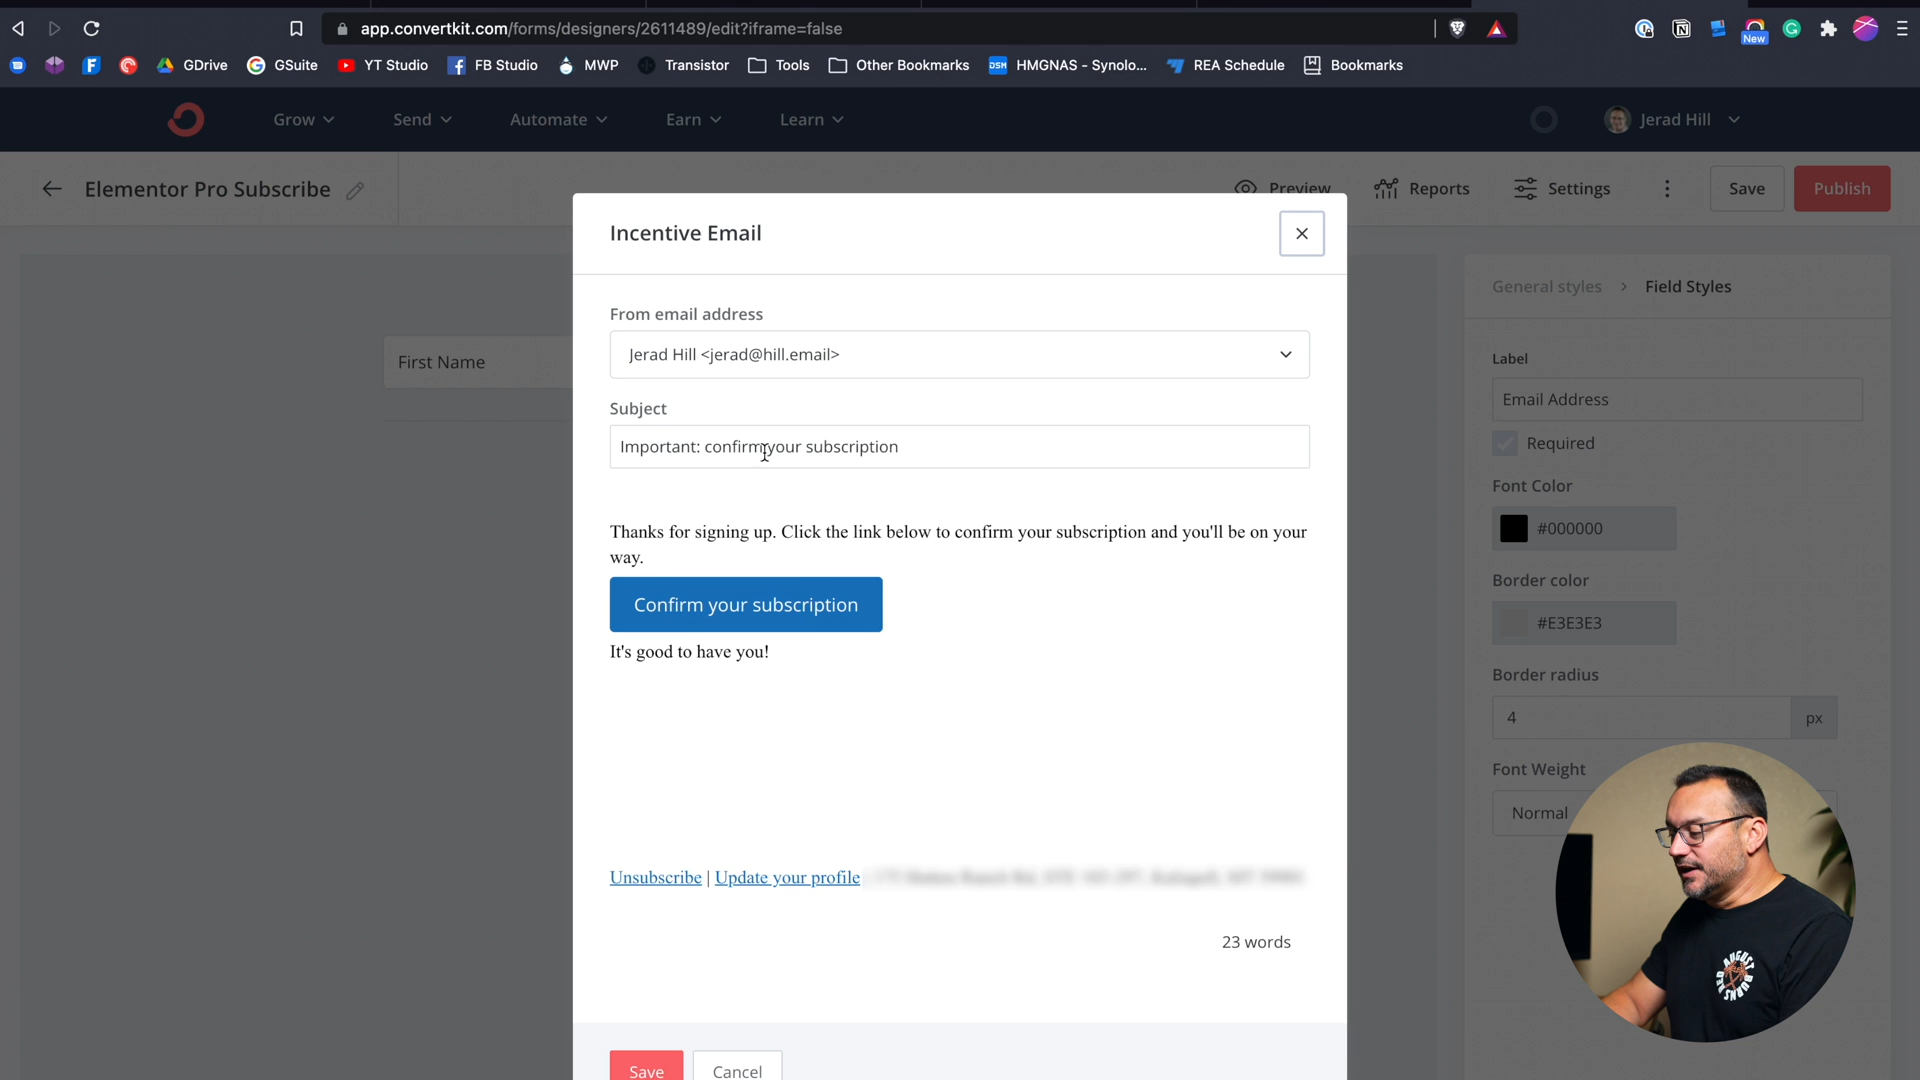 app.convertkit.com/forms/designers/2611489/edit?iframe=false
New
GDrive GSuite YT Studio FB Studio MWP Transistor Tools Other Bookmarks DSM HMGNAS - Synolo... REA Schedule Bookmarks
Grow Send Automate Earn Learn Jerad Hill
Elementor Pro Subscribe Preview Reports Settings Save Publish
Incentive Email
General styles > Field Styles
From email address
Jerad Hill <jerad@hill.email>
First Name
Label
Email Address
Subject
Important: confirm your subscription
Required
Font Color
#000000
Thanks for signing up. Click the link below to confirm your subscription and you'll be on your
way.
Border color
Confirm your subscription
#E3E3E3
It's good to have you!
Border radius
4 px
Font Weight
Normal
Unsubscribe | Update your profile
23 words
AUGUST BURNS RED
Save Cancel